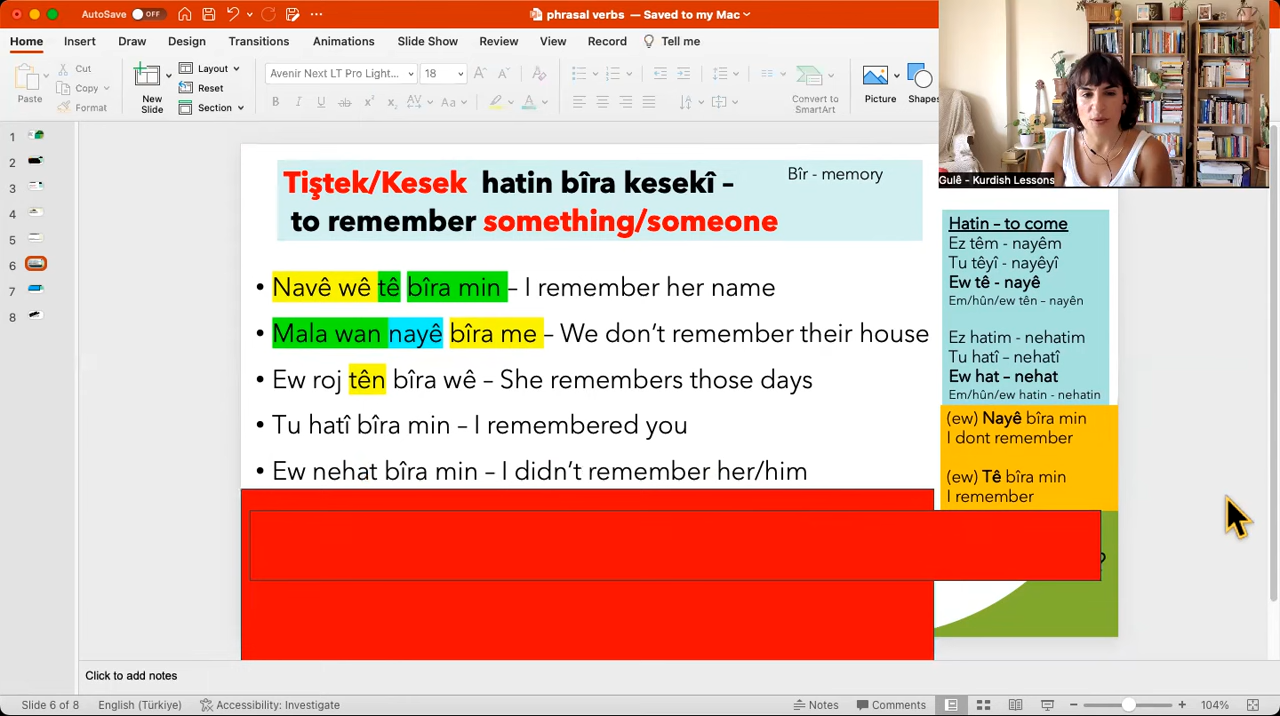 AutoSave OFF
phrasal verbs — Saved to my Mac
Home Insert Draw Design Transitions Animations Slide Show Review View Record Tell me
Paste
Cut
Copy
Format
New Slide
Layout
Reset
Section
Avenir Next LT Pro Light... 18
Convert to SmartArt
Picture
Shapes
Gulê - Kurdish Lessons
1
2
3
4
5
6
7
8
Tiştek/Kesek hatin bîra kesekî –
to remember something/someone
Bîr - memory
• Navê wê tê bîra min – I remember her name
• Mala wan nayê bîra me – We don't remember their house
• Ew roj tên bîra wê – She remembers those days
• Tu hatî bîra min – I remembered you
• Ew nehat bîra min – I didn't remember her/him
Hatin – to come
Ez têm - nayêm
Tu têyî - nayêyî
Ew tê - nayê
Em/hûn/ew tên – nayên
Ez hatim - nehatim
Tu hatî – nehatî
Ew hat – nehat
Em/hûn/ew hatin - nehatin
(ew) Nayê bîra min
I dont remember
(ew) Tê bîra min
I remember
Click to add notes
Slide 6 of 8 English (Türkiye) Accessibility: Investigate Notes Comments 104%